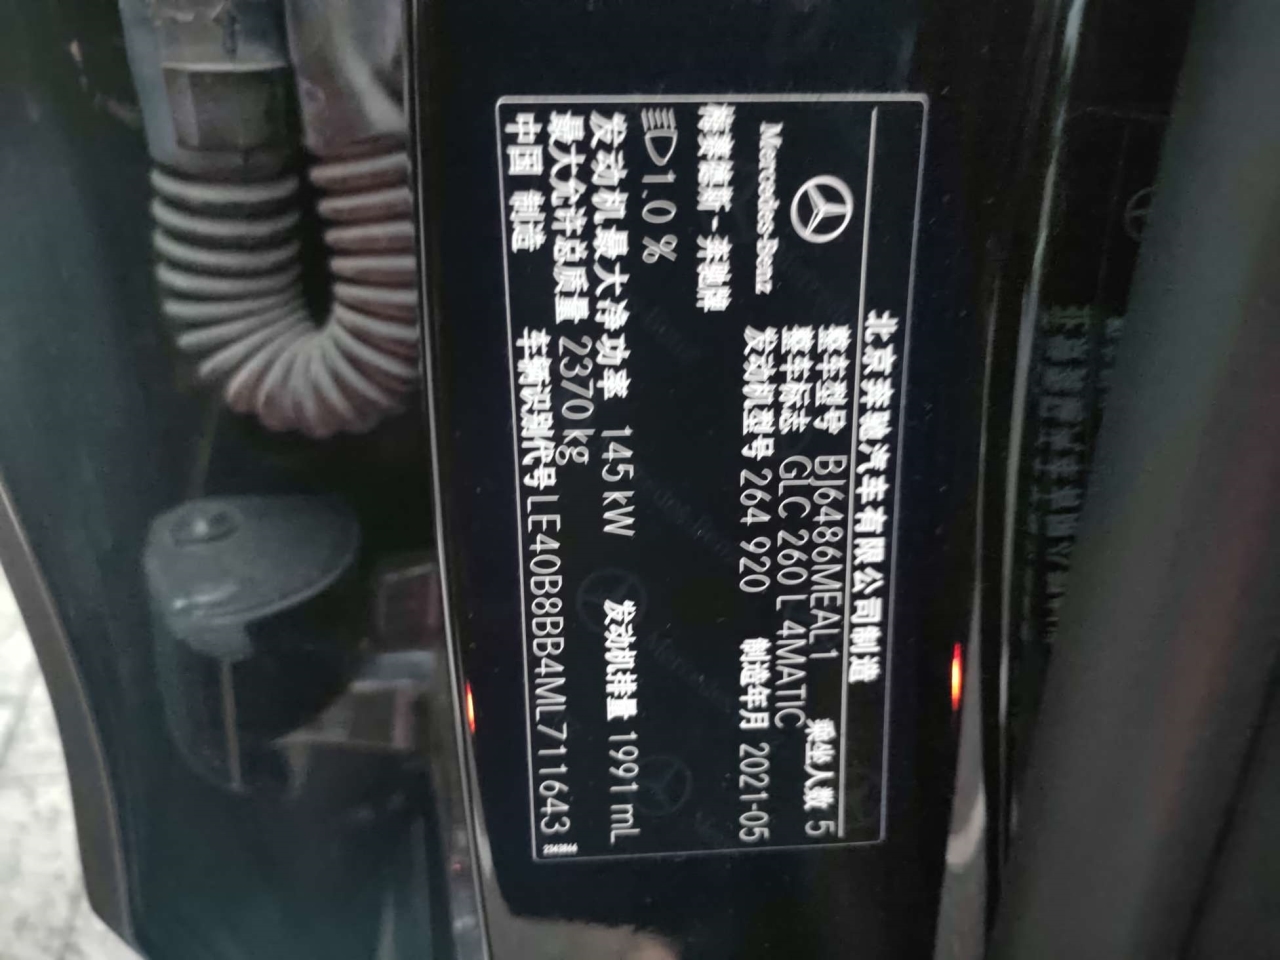 北京奔驰汽车有限公司制造
Mercedes-Benz
梅赛德斯-奔驰牌
整车型号 BJ6486MEAL1 乘坐人数 5
整车标志 GLC 260 L 4MATIC
发动机型号 264 920 制造年月 2021-05
1.0 %
发动机最大净功率 145 kW 发动机排量 1991 mL
最大允许总质量 2370 kg
中国 制造 车辆识别代号 LE40B8BB4ML711643